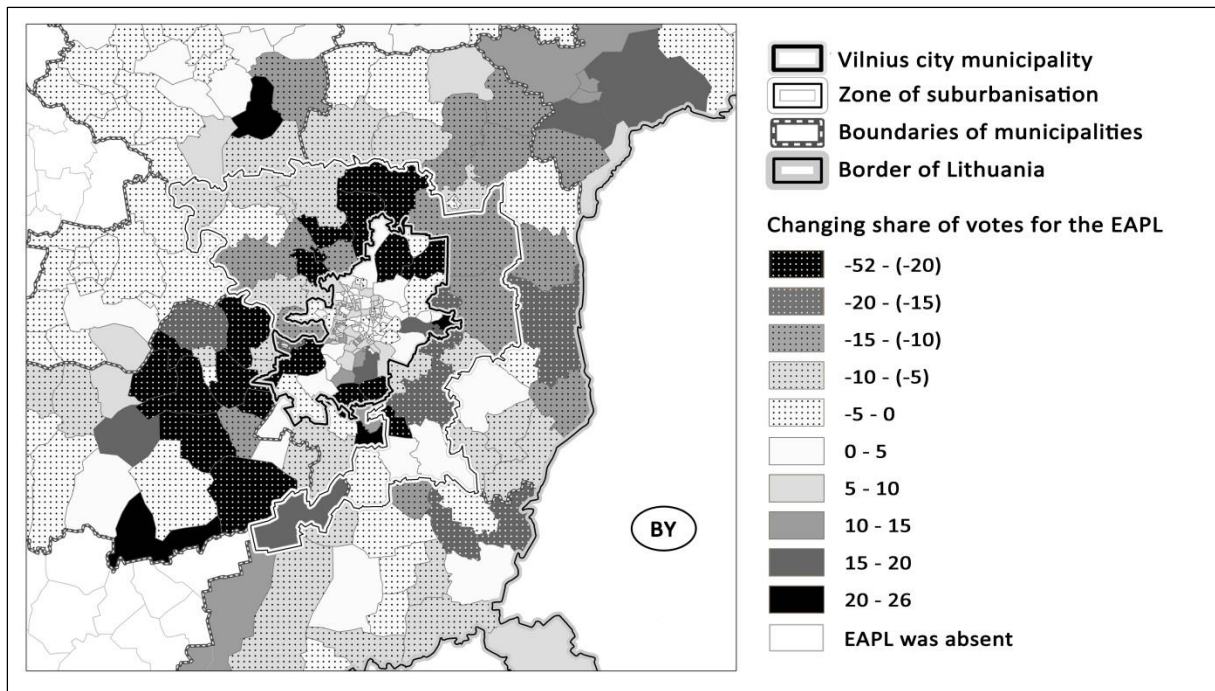 Vilnius city municipality
Zone of suburbanisation
Boundaries of municipalities
Border of Lithuania
Changing share of votes for the EAPL
-52 - (-20)
-20 - (-15)
-15 - (-10)
-10 - (-5)
-5 - 0
0 - 5
5 - 10
10 - 15
15 - 20
20 - 26
EAPL was absent
BY